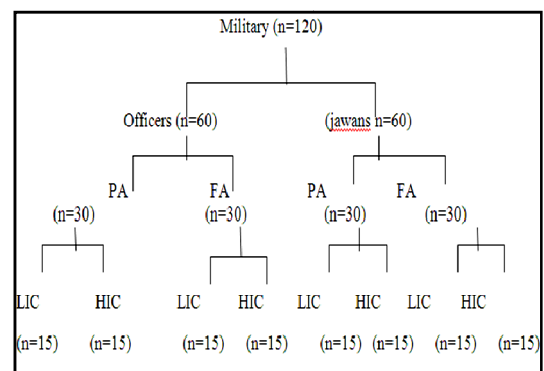 Military (n=120)
Officers (n=60) (jawans n=60)
PA FA PA FA
(n=30) (n=30) (n=30) (n=30)
LIC HIC LIC HIC LIC HIC LIC HIC
(n=15) (n=15) (n=15) (n=15) (n=15) (n=15) (n=15) (n=15)